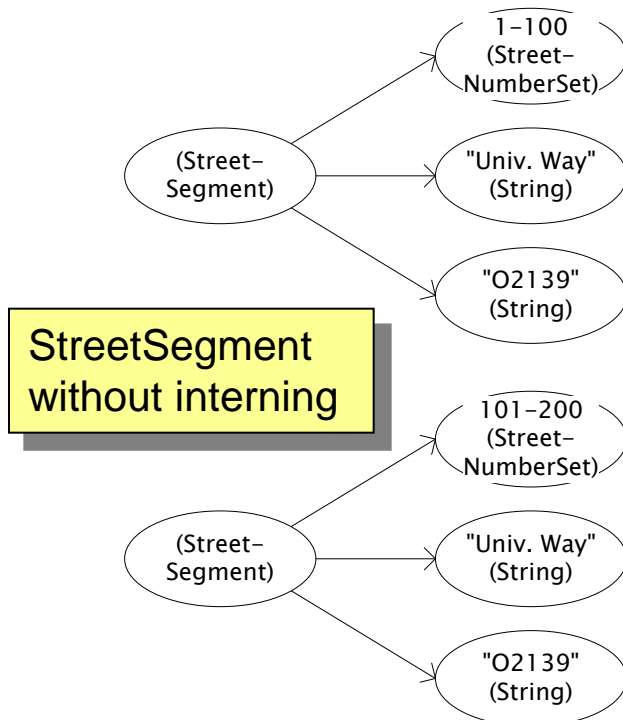 1–100
(Street–
NumberSet)
(Street–
Segment)
"Univ. Way"
(String)
"O2139"
(String)
StreetSegment
without interning
101–200
(Street–
NumberSet)
(Street–
Segment)
"Univ. Way"
(String)
"O2139"
(String)